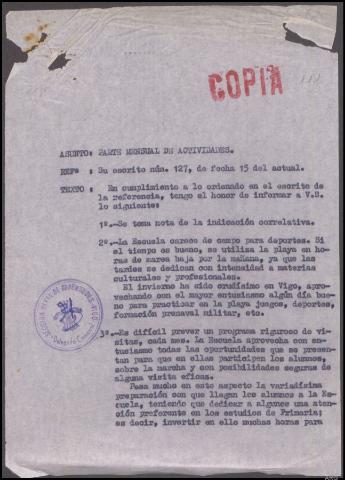 COPIA
ASUNTO: PARTE MENSUAL DE ACTIVIDADES.
REFª : Su escrito núm. 127, de fecha 15 del actual.
TEXTO : En cumplimiento a lo ordenado en el escrito de
la referencia, tengo el honor de informar a V.S.
lo siguiente:
1º.-Se toma nota de la indicación correlativa.
2º.-La Escuela carece de campo para deportes. Si
el tiempo es bueno, se utiliza la playa en ho-
ras de marea baja por la mañana, ya que las
tardes se dedican con intensidad a materias
culturales y profesionales.
El invierno ha sido crudísimo en Vigo, apro-
vechando con el mayor entusiasmo algún dia bue-
no para practicar en la playa juegos, deportes,
formación prenaval militar, etc.
3º.-Es difícil prever un programa riguroso de vi-
sitas, cada mes. La Escuela aprovecha con en-
tusiasmo todas las oportunidades que se presen-
tan para que en ellas participen los alumnos,
sobre la marcha y con posibilidades seguras de
alguna visita eficaz.
Pesa mucho en este aspecto la variadísima
preparación con que llegan los alumnos a la Es-
cuela, teniendo que dedicar a algunos una aten-
ción preferente en los estudios de Primaria;
es decir, invertir en ello muchas horas para